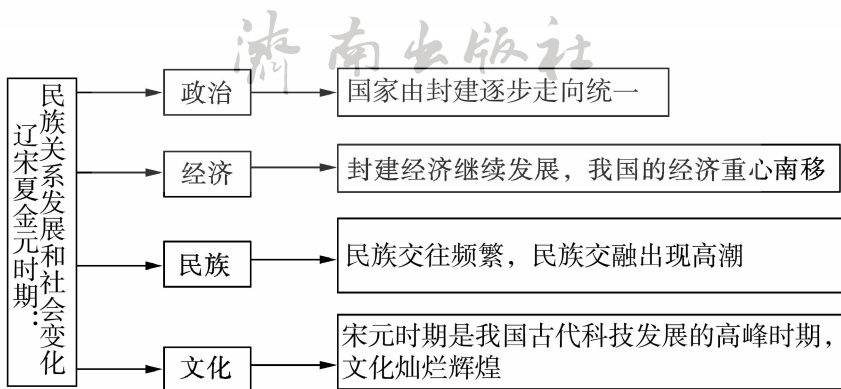 濟南出版社
辽宋夏金元时期：
民族关系发展和社会变化
政治
国家由封建逐步走向统一
经济
封建经济继续发展，我国的经济重心南移
民族
民族交往频繁，民族交融出现高潮
文化
宋元时期是我国古代科技发展的高峰时期，
文化灿烂辉煌